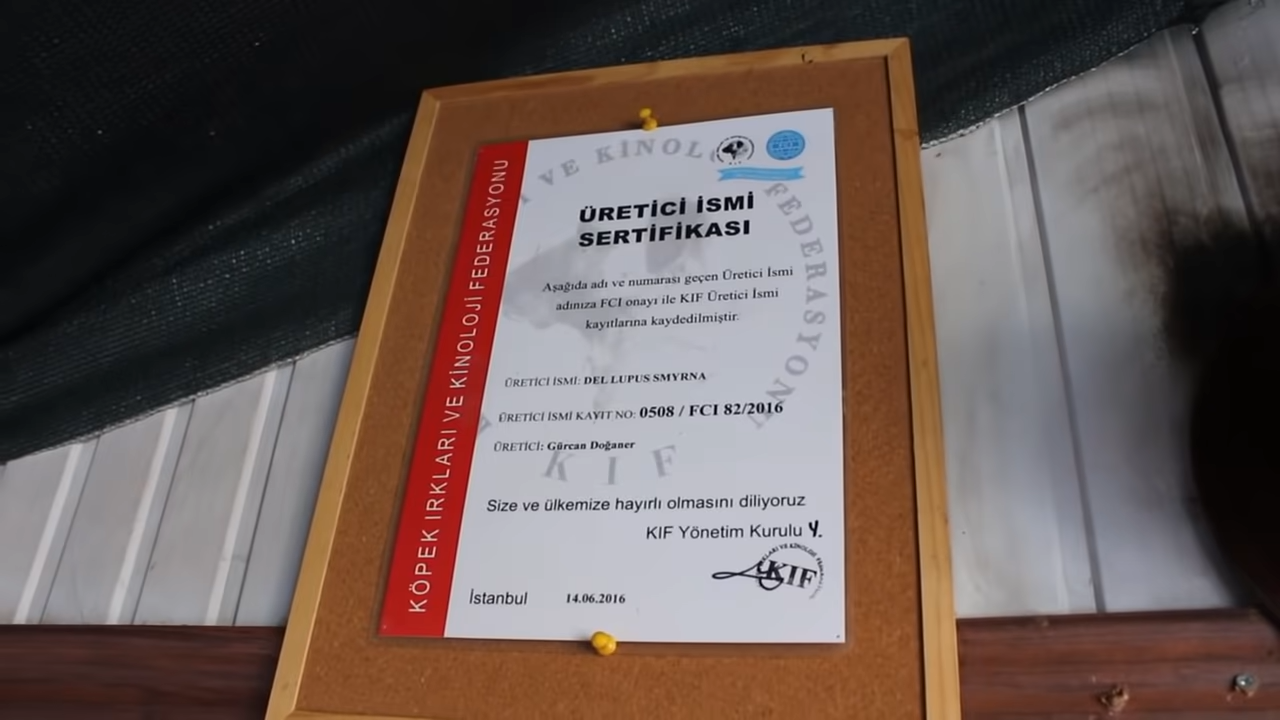 KÖPEK IRKLARI VE KİNOLOJİ FEDERASYONU
VE KİNOLOJİ FEDERASYONU
ÜRETİCİ İSMİ
SERTİFİKASI
Aşağıda adı ve numarası geçen Üretici İsmi
adınıza FCI onayı ile KIF Üretici İsmi
kayıtlarına kaydedilmiştir.
ÜRETİCİ İSMİ: DEL LUPUS SMYRNA
ÜRETİCİ İSMİ KAYIT NO: 0508 / FCI 82/2016
ÜRETİCİ: Gürcan Doğaner
KIF
Size ve ülkemize hayırlı olmasını diliyoruz
KIF Yönetim Kurulu Y.
KIF
İstanbul 14.06.2016